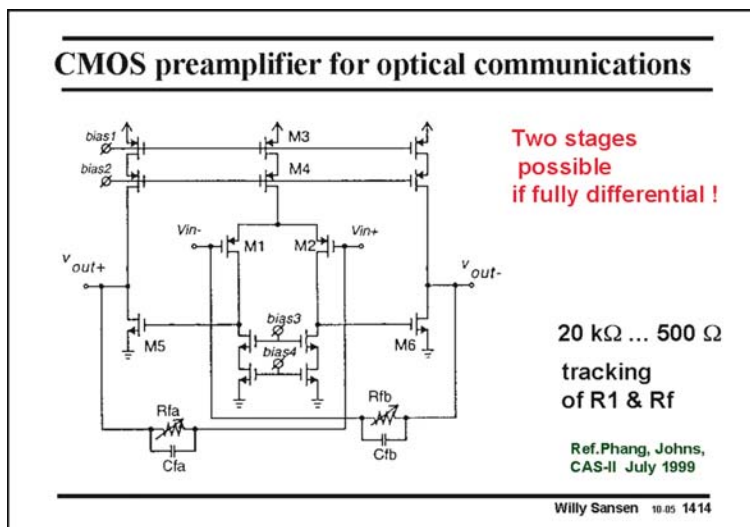 CMOS preamplifier for optical communications
bias1
M3
Two stages
possible
if fully differential !
bias2
M4
Vin-
Vin+
M1
M2
v out+
v out-
bias3
M5
M6
bias4
20 kΩ ... 500 Ω
tracking
of R1 & Rf
Rfa
Rfb
Cfa
Cfb
Ref.Phang, Johns,
CAS-II July 1999
Willy Sansen 10-05 1414